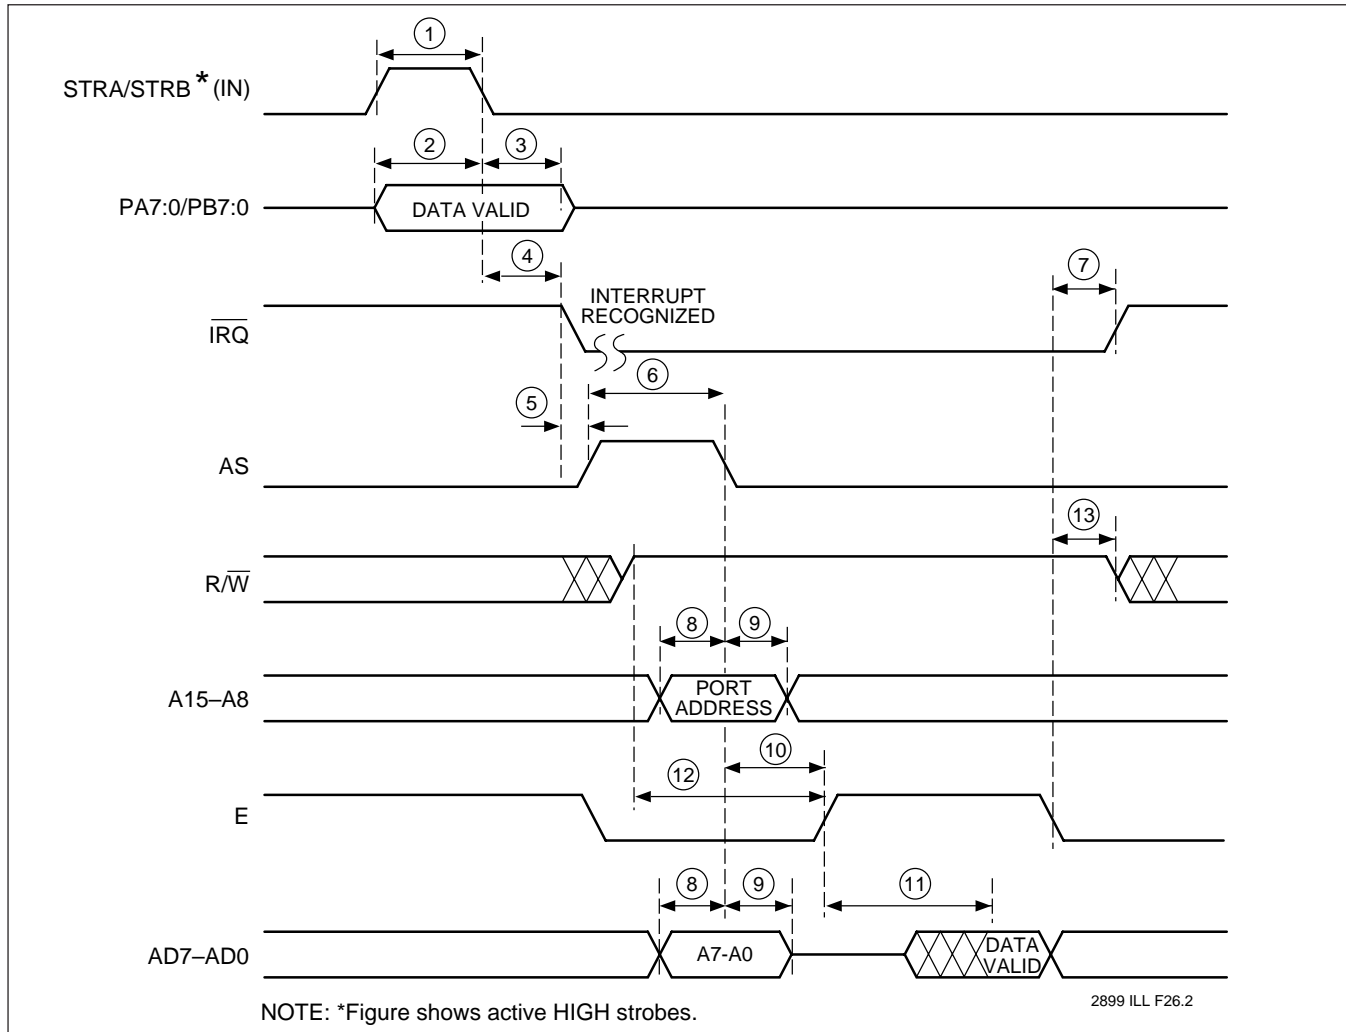 1
STRA/STRB * (IN)
2
3
PA7:0/PB7:0
DATA VALID
4
7
INTERRUPT
RECOGNIZED
IRQ
6
5
AS
13
R/W
8
9
A15–A8
PORT
ADDRESS
10
12
E
8
9
11
AD7–AD0
A7-A0
DATA
VALID
NOTE: *Figure shows active HIGH strobes.
2899 ILL F26.2